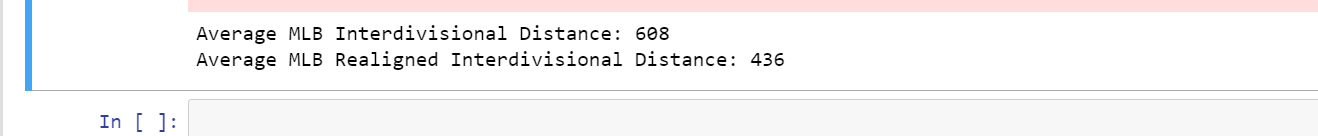 Average MLB Interdivisional Distance: 608
Average MLB Realigned Interdivisional Distance: 436
In [ ]: